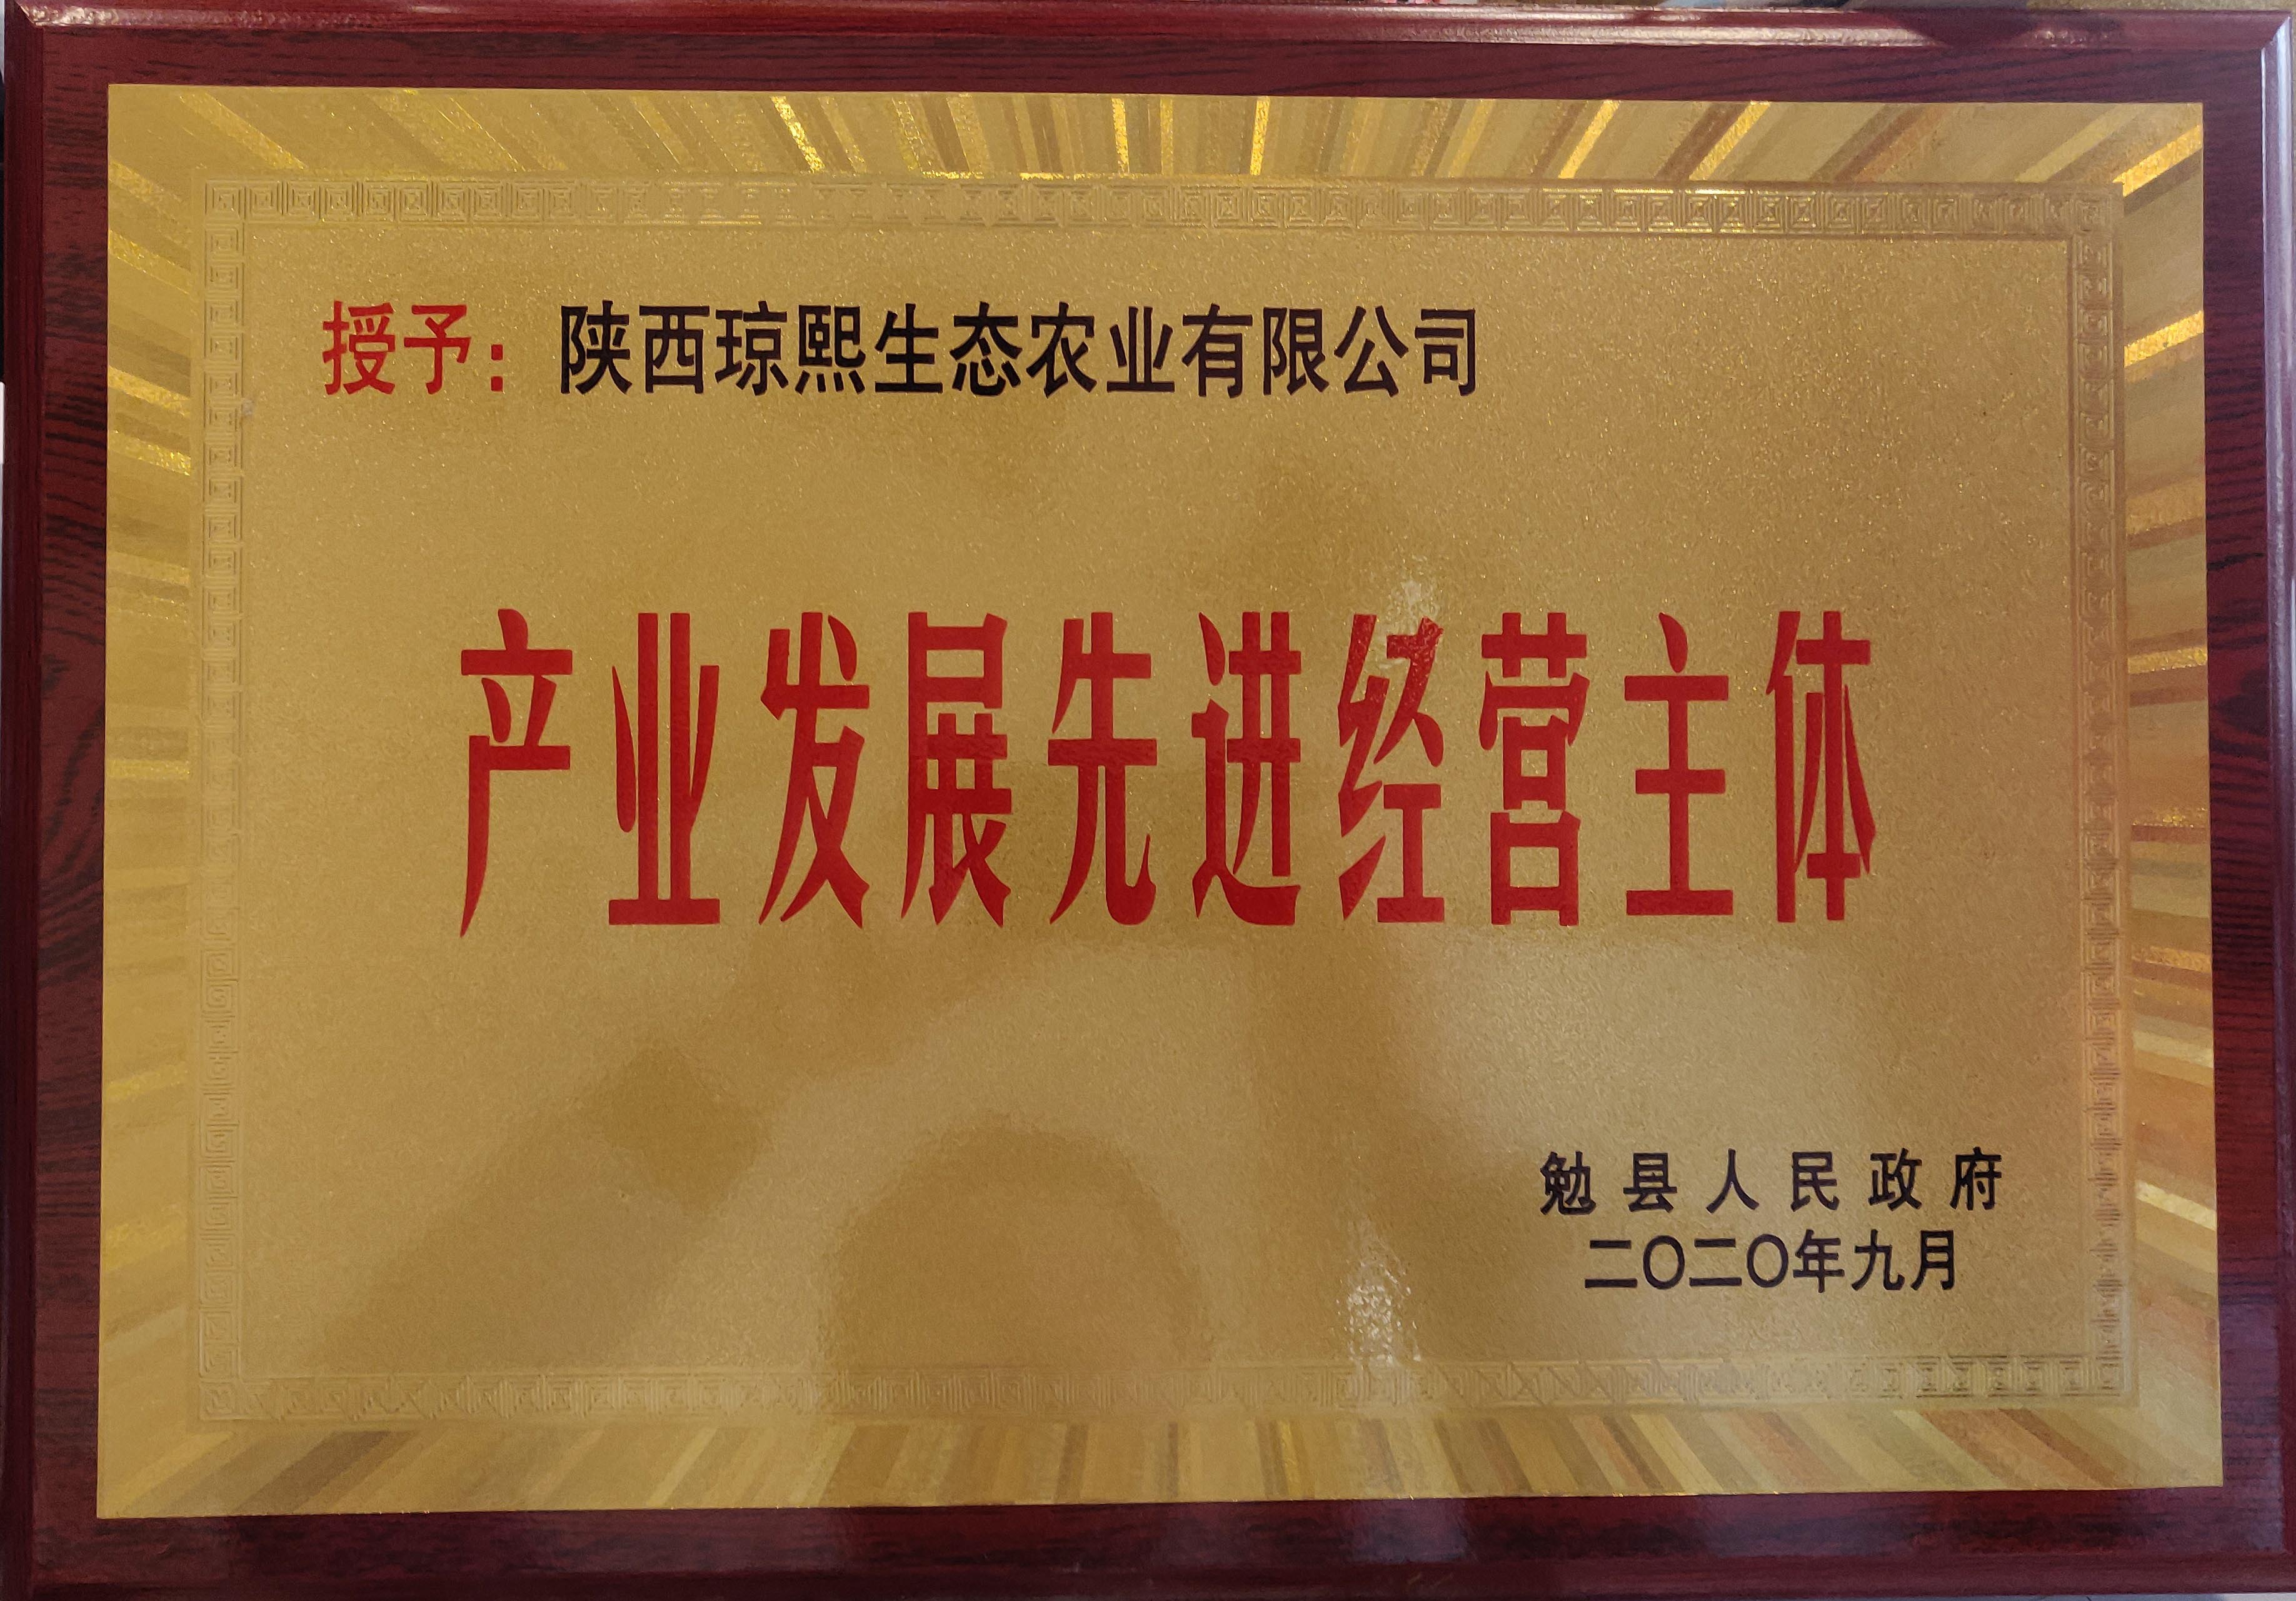 授予：陕西琼熙生态农业有限公司
产业发展先进经营主体
勉县人民政府
二〇二〇年九月